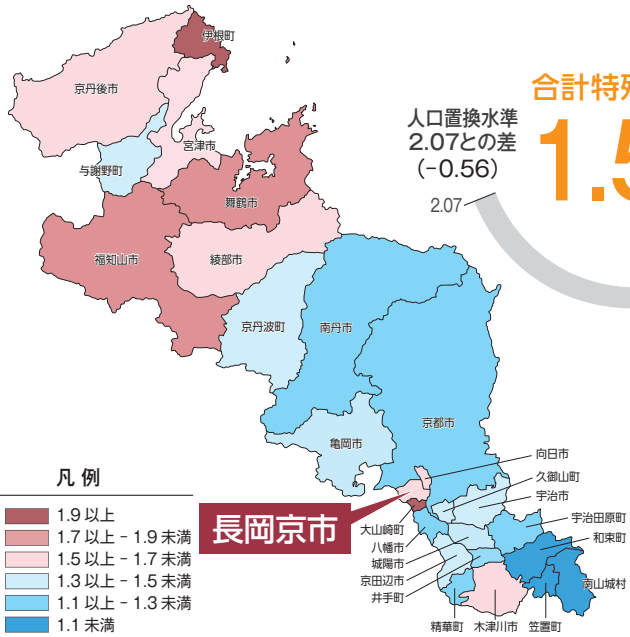 伊根町
京丹後市
宮津市
与謝野町
舞鶴市
福知山市
綾部市
京丹波町
南丹市
京都市
亀岡市
合計特殊
人口置換水準
2.07との差
(-0.56)
1.5
2.07
向日市
久御山町
宇治市
宇治田原町
和束町
南山城村
長岡京市
大山崎町
八幡市
城陽市
京田辺市
井手町
精華町
木津川市
笠置町
凡例
1.9 以上
1.7 以上 - 1.9 未満
1.5 以上 - 1.7 未満
1.3 以上 - 1.5 未満
1.1 以上 - 1.3 未満
1.1 未満